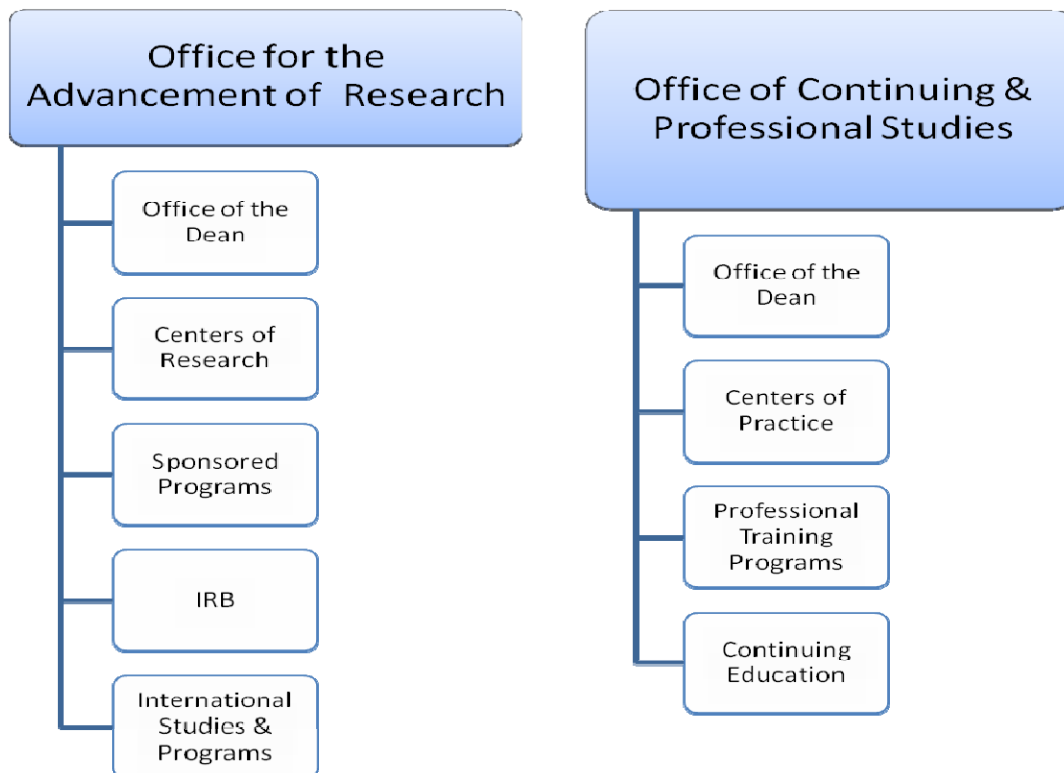 Office for the
Advancement of Research
Office of the
Dean
Centers of
Research
Sponsored
Programs
IRB
International
Studies &
Programs
Office of Continuing &
Professional Studies
Office of the
Dean
Centers of
Practice
Professional
Training
Programs
Continuing
Education